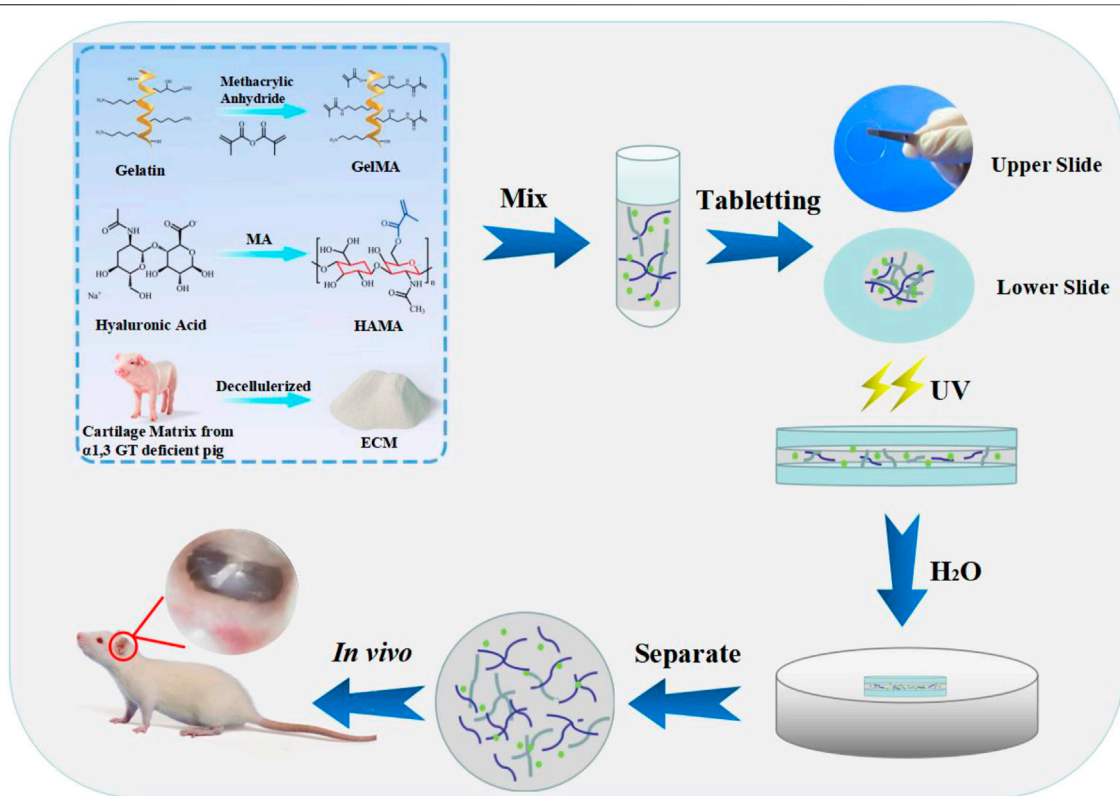 Methacrylic
Anhydride
Gelatin
GelMA
MA
Na⁺
Hyaluronic Acid
HAMA
Decellulerized
Cartilage Matrix from
α1,3 GT deficient pig
ECM
Mix
Tabletting
Upper Slide
Lower Slide
UV
H₂O
Separate
In vivo